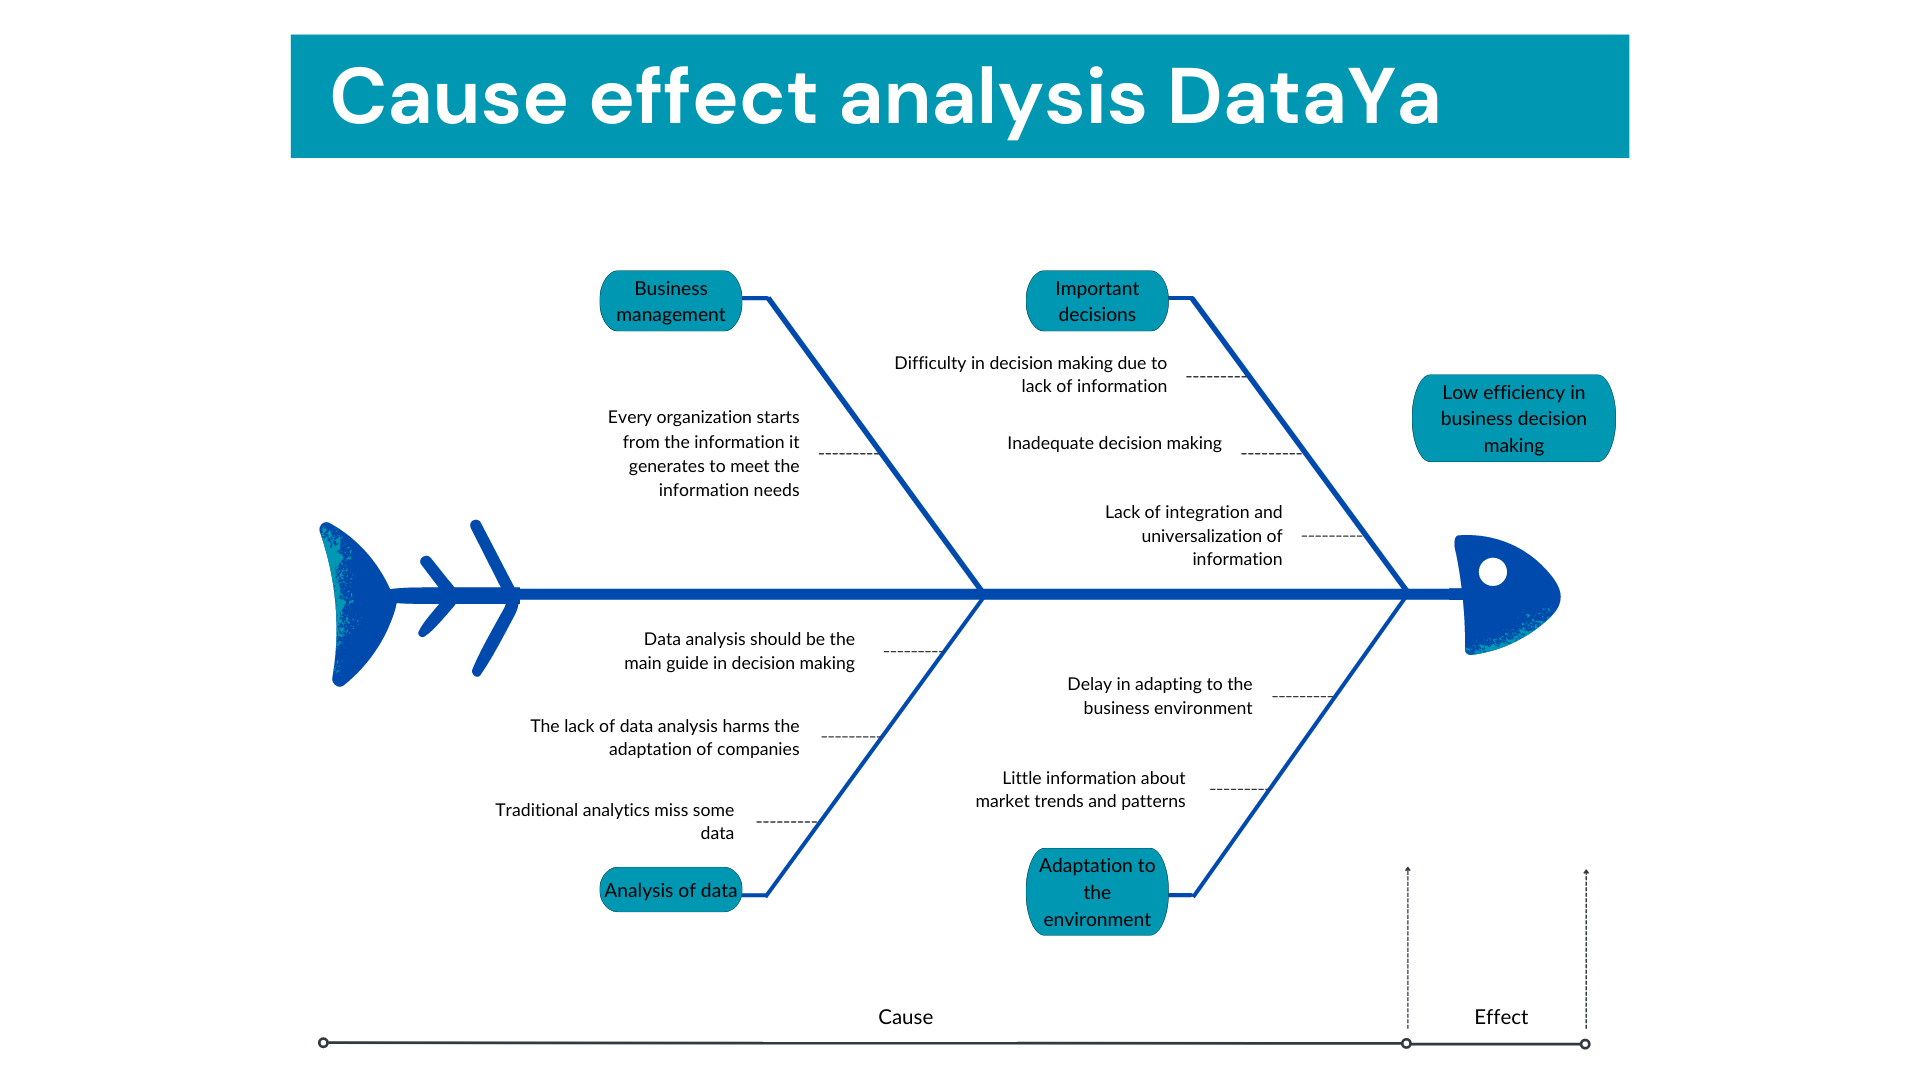 Cause effect analysis DataYa
Business
management
Important
decisions
Difficulty in decision making due to
lack of information
Low efficiency in
business decision
making
Every organization starts
from the information it
generates to meet the
information needs
Inadequate decision making
Lack of integration and
universalization of
information
Data analysis should be the
main guide in decision making
Delay in adapting to the
business environment
The lack of data analysis harms the
adaptation of companies
Little information about
market trends and patterns
Traditional analytics miss some
data
Analysis of data
Adaptation to
the
environment
Cause
Effect